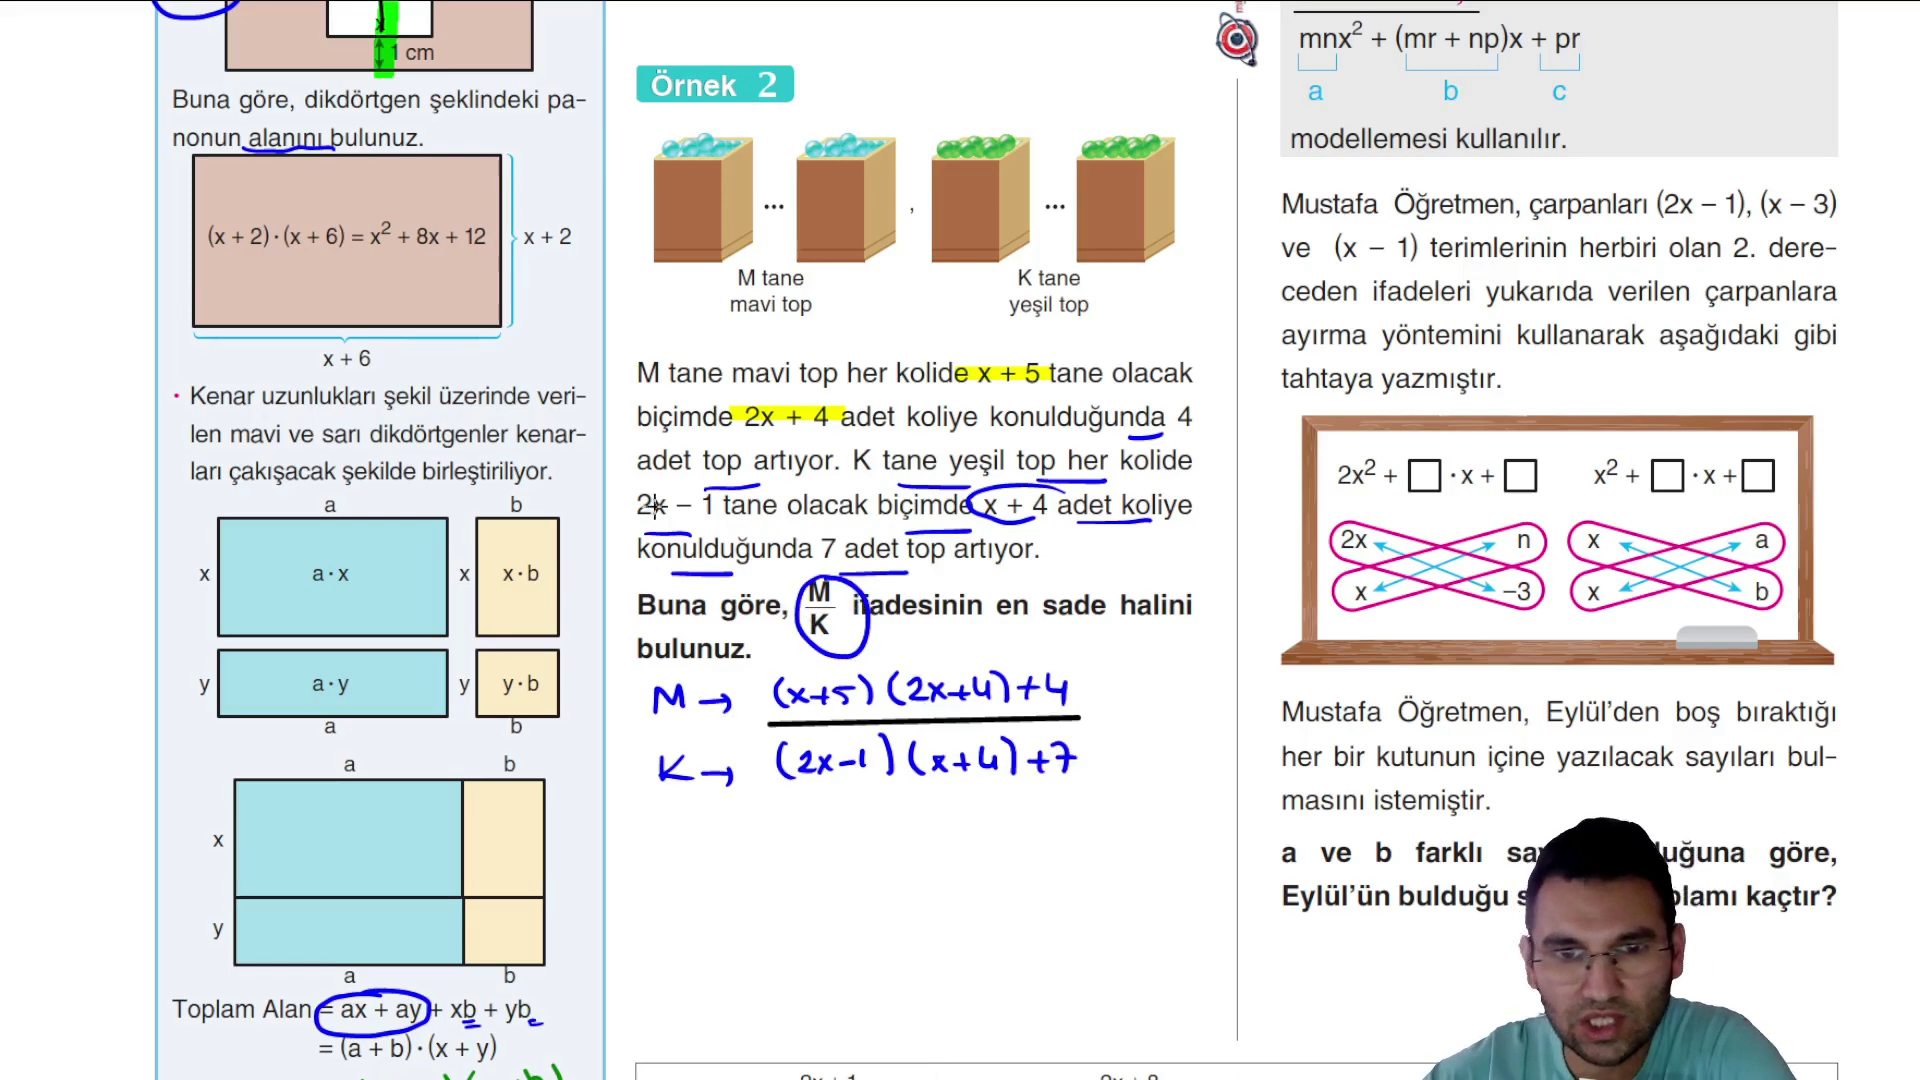 x
1 cm
Buna göre, dikdörtgen şeklindeki pa-
nonun alanını bulunuz.
(x + 2) · (x + 6) = x² + 8x + 12
x + 2
x + 6
• Kenar uzunlukları şekil üzerinde veri-
len mavi ve sarı dikdörtgenler kenar-
ları çakışacak şekilde birleştiriliyor.
a b
x a · x x x · b
y a · y y y · b
a b
a b
x
y
a b
Toplam Alan = ax + ay + xb + yb
= (a + b) · (x + y)
Örnek 2
... , ...
M tane
mavi top
K tane
yeşil top
M tane mavi top her kolide x + 5 tane olacak
biçimde 2x + 4 adet koliye konulduğunda 4
adet top artıyor. K tane yeşil top her kolide
2x – 1 tane olacak biçimde x + 4 adet koliye
konulduğunda 7 adet top artıyor.
Buna göre, M/K ifadesinin en sade halini
bulunuz.
M → (x+5) (2x+4)+4
K → (2x-1) (x+4)+7
mnx² + (mr + np)x + pr
a b c
modellemesi kullanılır.
Mustafa Öğretmen, çarpanları (2x – 1), (x – 3)
ve (x – 1) terimlerinin herbiri olan 2. dere-
ceden ifadeleri yukarıda verilen çarpanlara
ayırma yöntemini kullanarak aşağıdaki gibi
tahtaya yazmıştır.
2x² + □ · x + □ x² + □ · x + □
2x n x a
x –3 x b
Mustafa Öğretmen, Eylül'den boş bıraktığı
her bir kutunun içine yazılacak sayıları bul-
masını istemiştir.
a ve b farklı göre,
Eylül'ün bulduğu kaçtır?